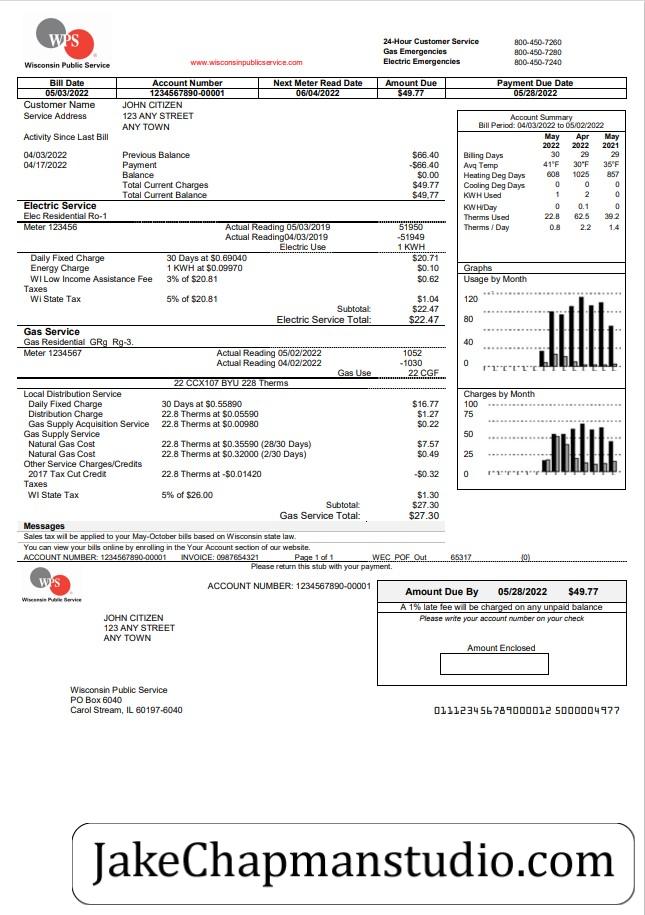 WPS
Wisconsin Public Service
www.wisconsinpublicservice.com
24-Hour Customer Service 800-450-7260
Gas Emergencies 800-450-7280
Electric Emergencies 800-450-7240
Bill Date Account Number Next Meter Read Date Amount Due Payment Due Date
05/03/2022 1234567890-00001 06/04/2022 $49.77 05/28/2022
Customer Name JOHN CITIZEN
Service Address 123 ANY STREET
ANY TOWN
Activity Since Last Bill
04/03/2022 Previous Balance $66.40
04/17/2022 Payment -$66.40
Balance $0.00
Total Current Charges $49.77
Total Current Balance $49.77
Electric Service
Elec Residential Ro-1
Meter 123456 Actual Reading 05/03/2019 51950
Actual Reading04/03/2019 -51949
Electric Use 1 KWH
Daily Fixed Charge 30 Days at $0.69040 $20.71
Energy Charge 1 KWH at $0.09970 $0.10
WI Low Income Assistance Fee 3% of $20.81 $0.62
Taxes
Wi State Tax 5% of $20.81 $1.04
Subtotal: $22.47
Electric Service Total: $22.47
Gas Service
Gas Residential GRg Rg-3.
Meter 1234567 Actual Reading 05/02/2022 1052
Actual Reading 04/02/2022 -1030
Gas Use 22 CGF
22 CCX107 BYU 228 Therms
Local Distribution Service
Daily Fixed Charge 30 Days at $0.55890 $16.77
Distribution Charge 22.8 Therms at $0.05590 $1.27
Gas Supply Acquisition Service 22.8 Therms at $0.00980 $0.22
Gas Supply Service
Natural Gas Cost 22.8 Therms at $0.35590 (28/30 Days) $7.57
Natural Gas Cost 22.8 Therms at $0.32000 (2/30 Days) $0.49
Other Service Charges/Credits
2017 Tax Cut Credit 22.8 Therms at -$0.01420 -$0.32
Taxes
WI State Tax 5% of $26.00 $1.30
Subtotal: $27.30
Gas Service Total: $27.30
Account Summary
Bill Period: 04/03/2022 to 05/02/2022
May Apr May
2022 2022 2021
Billing Days 30 29 29
Avq Temp 41°F 30°F 35°F
Heating Deg Days 608 1025 857
Cooling Deg Days 0 0 0
KWH Used 1 2 0
KWH/Day 0 0.1 0
Therms Used 22.8 62.5 39.2
Therms / Day 0.8 2.2 1.4
Graphs
Usage by Month
120
80
40
0
Charges by Month
100
75
50
25
0
Messages
Sales tax will be applied to your May-October bills based on Wisconsin state law.
You can view your bills online by enrolling in the Your Account section of our website.
ACCOUNT NUMBER: 1234567890-00001 INVOICE: 0987654321 Page 1 of 1 WEC_POF_Out 65317 {0}
Please return this stub with your payment.
WPS
Wisconsin Public Service
ACCOUNT NUMBER: 1234567890-00001
Amount Due By 05/28/2022 $49.77
A 1% late fee will be charged on any unpaid balance
Please write your account number on your check
Amount Enclosed
JOHN CITIZEN
123 ANY STREET
ANY TOWN
Wisconsin Public Service
PO Box 6040
Carol Stream, IL 60197-6040
011123456789000012 5000004977
JakeChapmanstudio.com